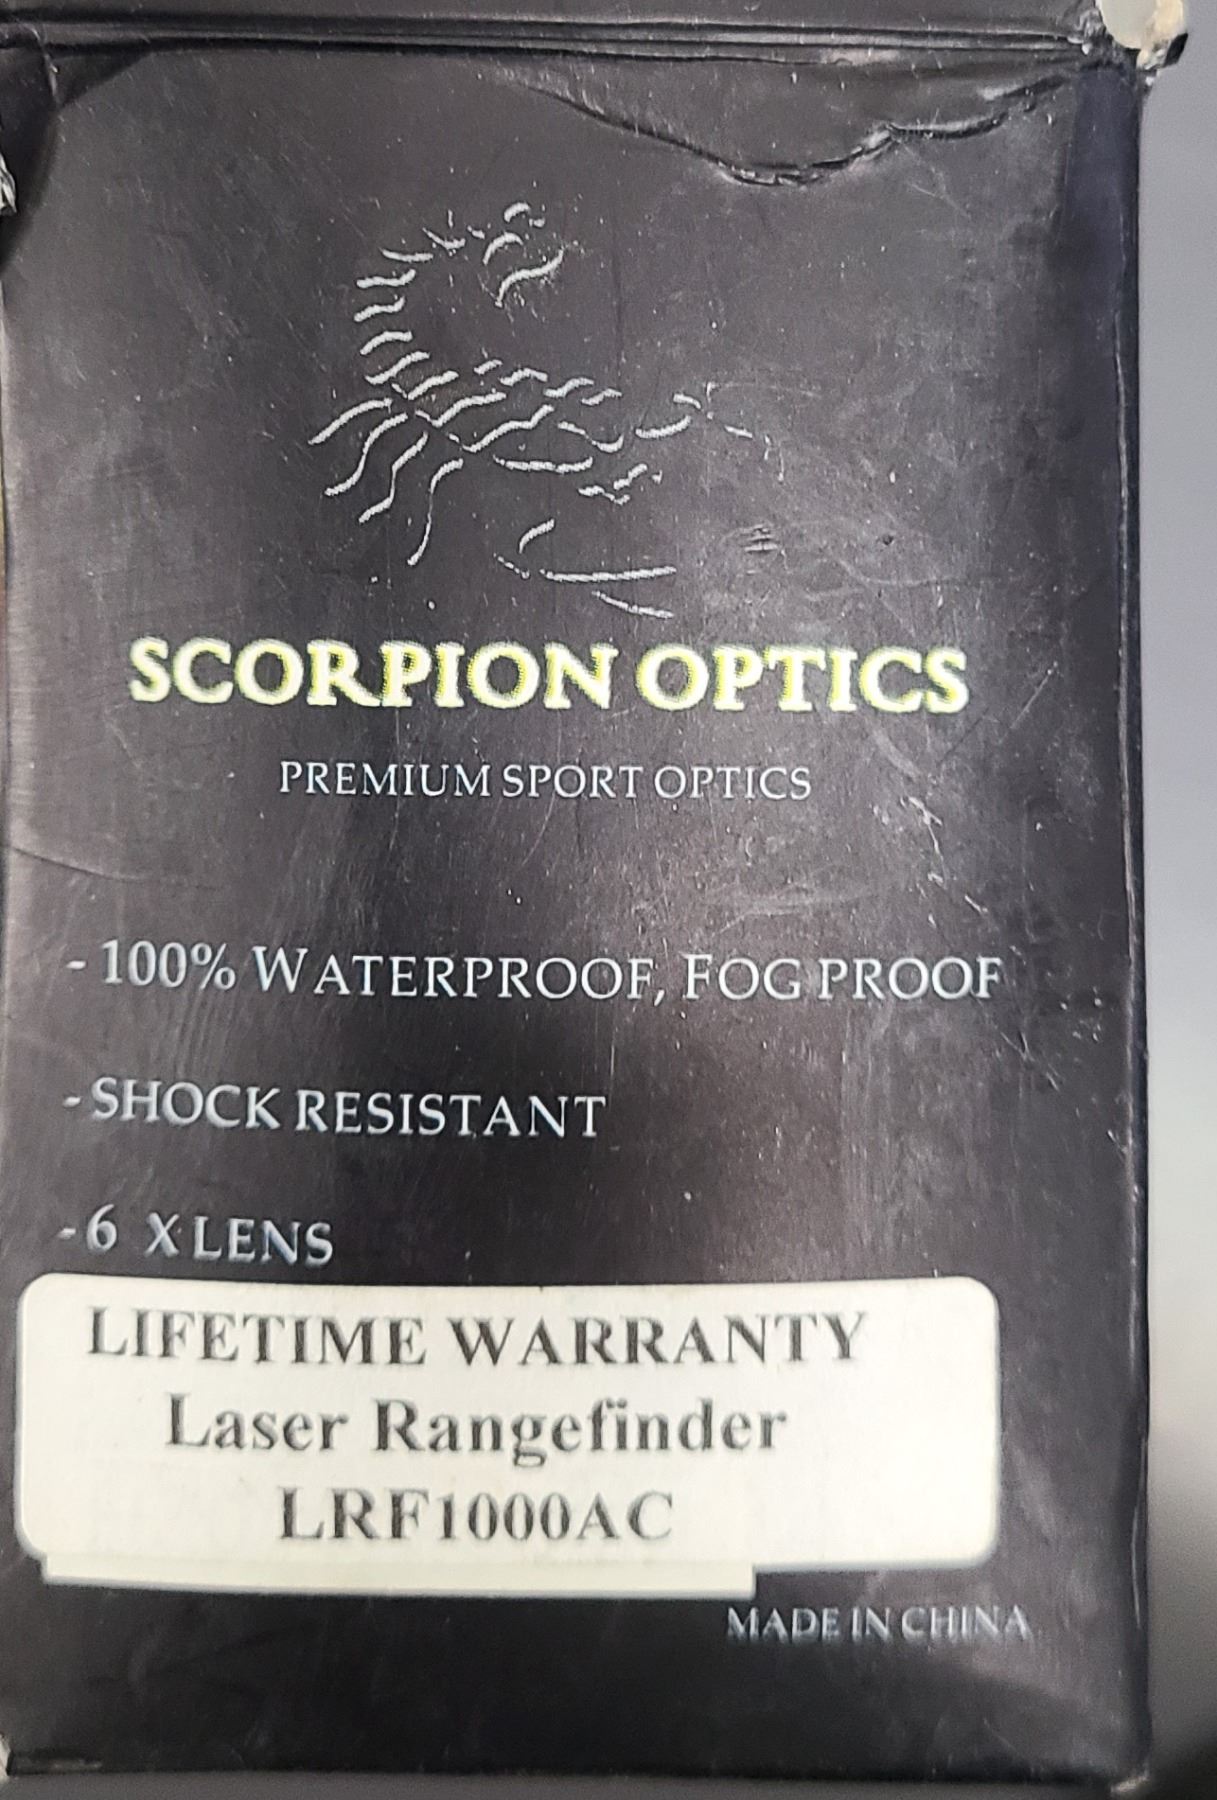 SCORPION OPTICS
PREMIUM SPORT OPTICS
- 100% WATERPROOF, FOG PROOF
- SHOCK RESISTANT
- 6 X LENS
LIFETIME WARRANTY
Laser Rangefinder
LRF1000AC
MADE IN CHINA